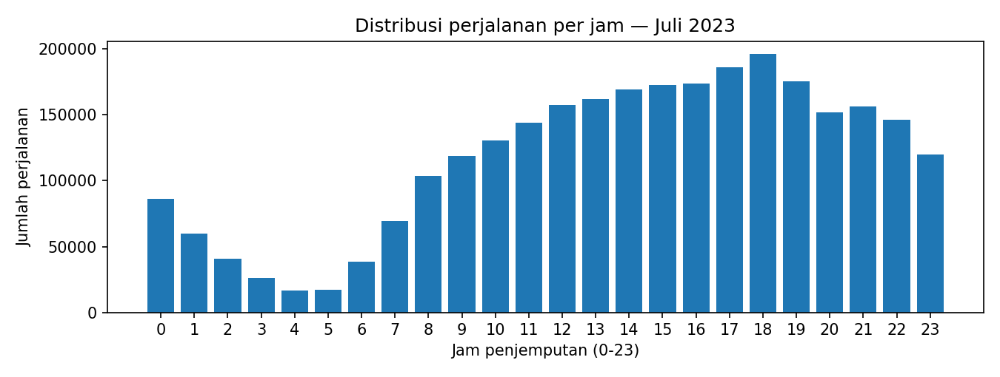 Distribusi perjalanan per jam — Juli 2023
Jumlah perjalanan
200000
150000
100000
50000
0
0 1 2 3 4 5 6 7 8 9 10 11 12 13 14 15 16 17 18 19 20 21 22 23
Jam penjemputan (0-23)